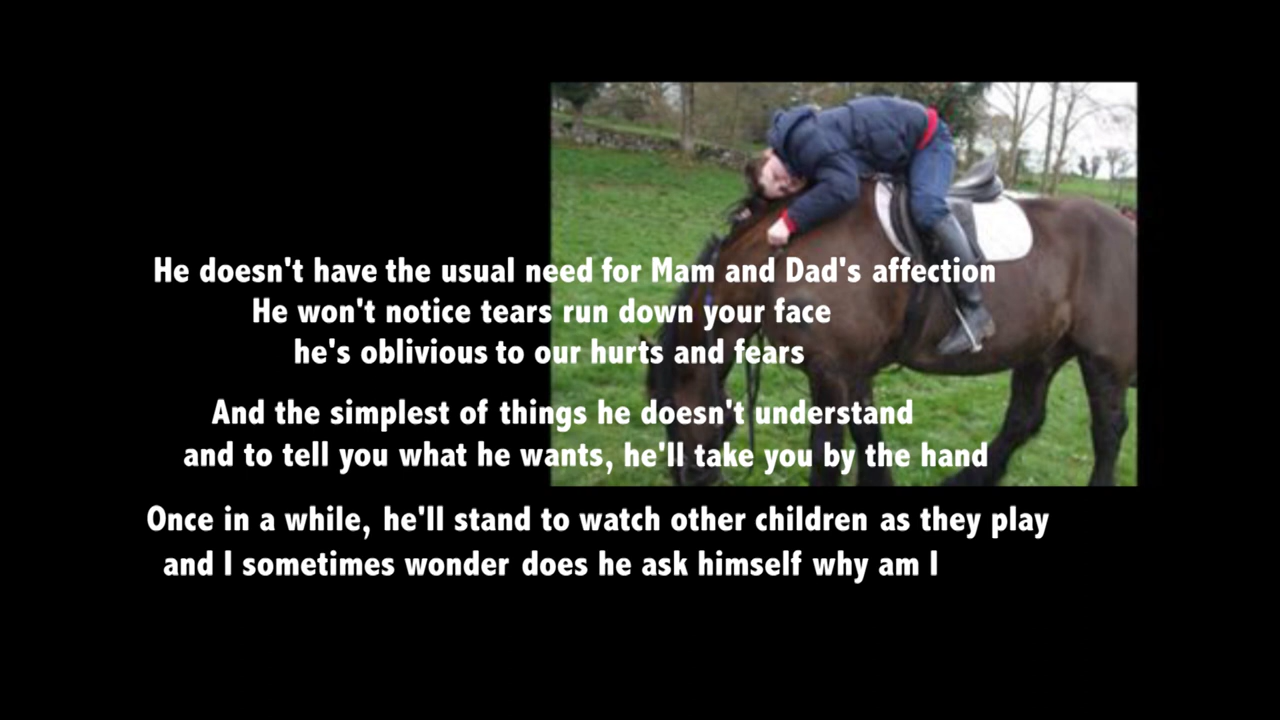 He doesn't have the usual need for Mam and Dad's affection
He won't notice tears run down your face
he's oblivious to our hurts and fears
And the simplest of things he doesn't understand
and to tell you what he wants, he'll take you by the hand
Once in a while, he'll stand to watch other children as they play
and I sometimes wonder does he ask himself why am I